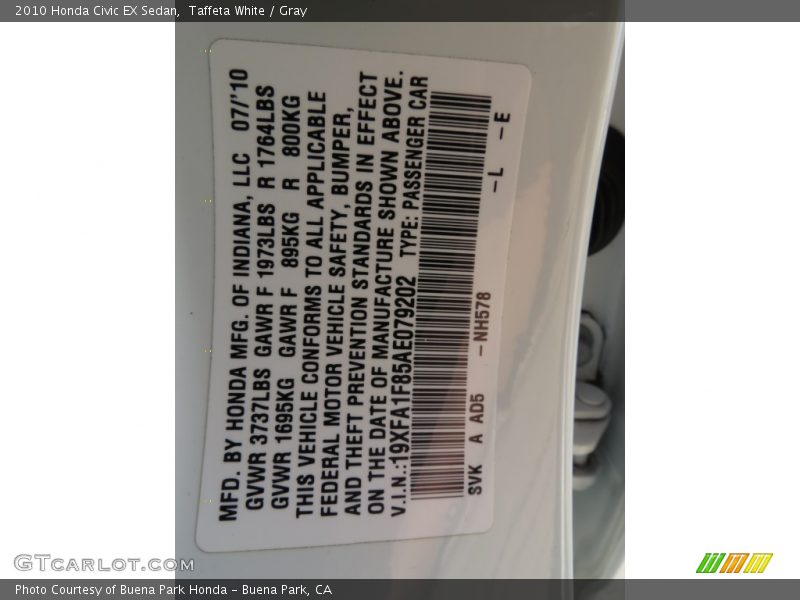 2010 Honda Civic EX Sedan,  Taffeta White / Gray
MFD. BY HONDA MFG. OF INDIANA, LLC   07/'10
GVWR 3737LBS GAWR F 1973LBS  R 1764LBS
GVWR 1695KG   GAWR F   895KG   R   800KG
THIS VEHICLE CONFORMS TO ALL APPLICABLE
FEDERAL MOTOR VEHICLE SAFETY, BUMPER,
AND THEFT PREVENTION STANDARDS IN EFFECT
ON THE DATE OF MANUFACTURE SHOWN ABOVE.
V.I.N.:19XFA1F85AE079202   TYPE: PASSENGER CAR
SVK   A  AD5   –NH578   –L   –E
GTcarlot.com
Photo Courtesy of Buena Park Honda - Buena Park, CA